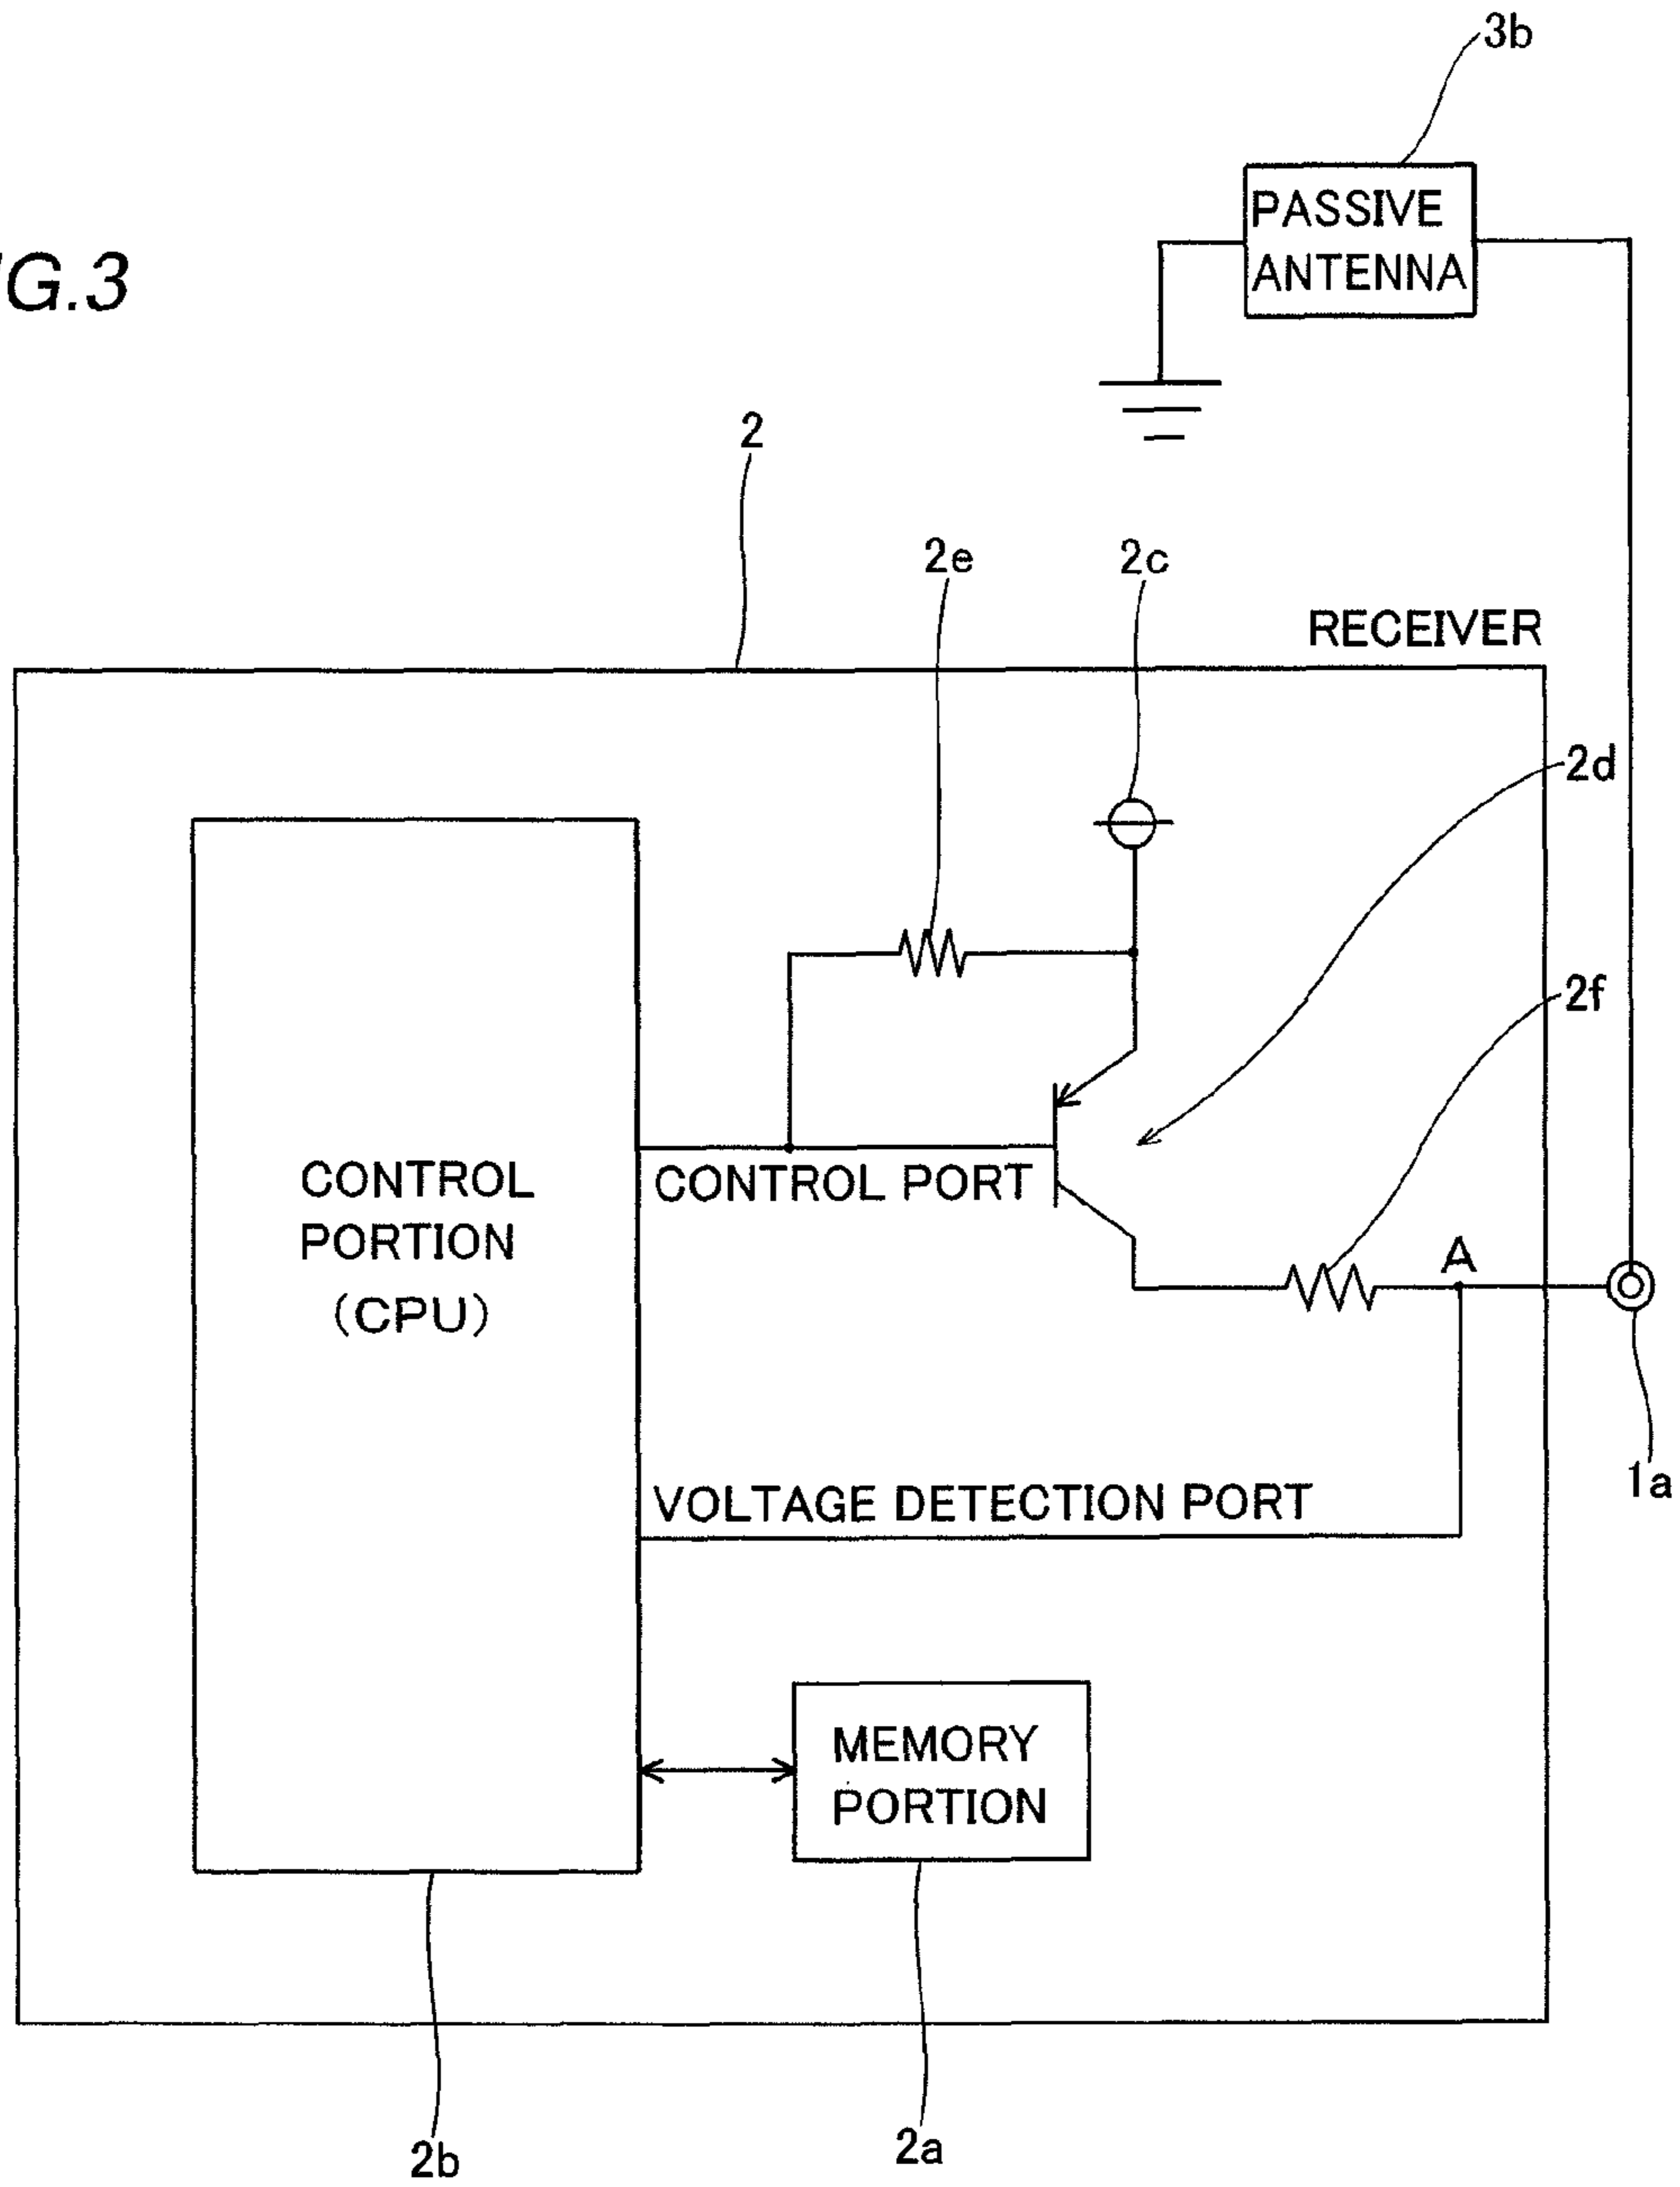 3b
PASSIVE
ANTENNA
G.3
2
2e
2c
RECEIVER
2d
2f
CONTROL
PORTION
(CPU)
CONTROL PORT
A
1a
VOLTAGE DETECTION PORT
MEMORY
PORTION
2b
2a